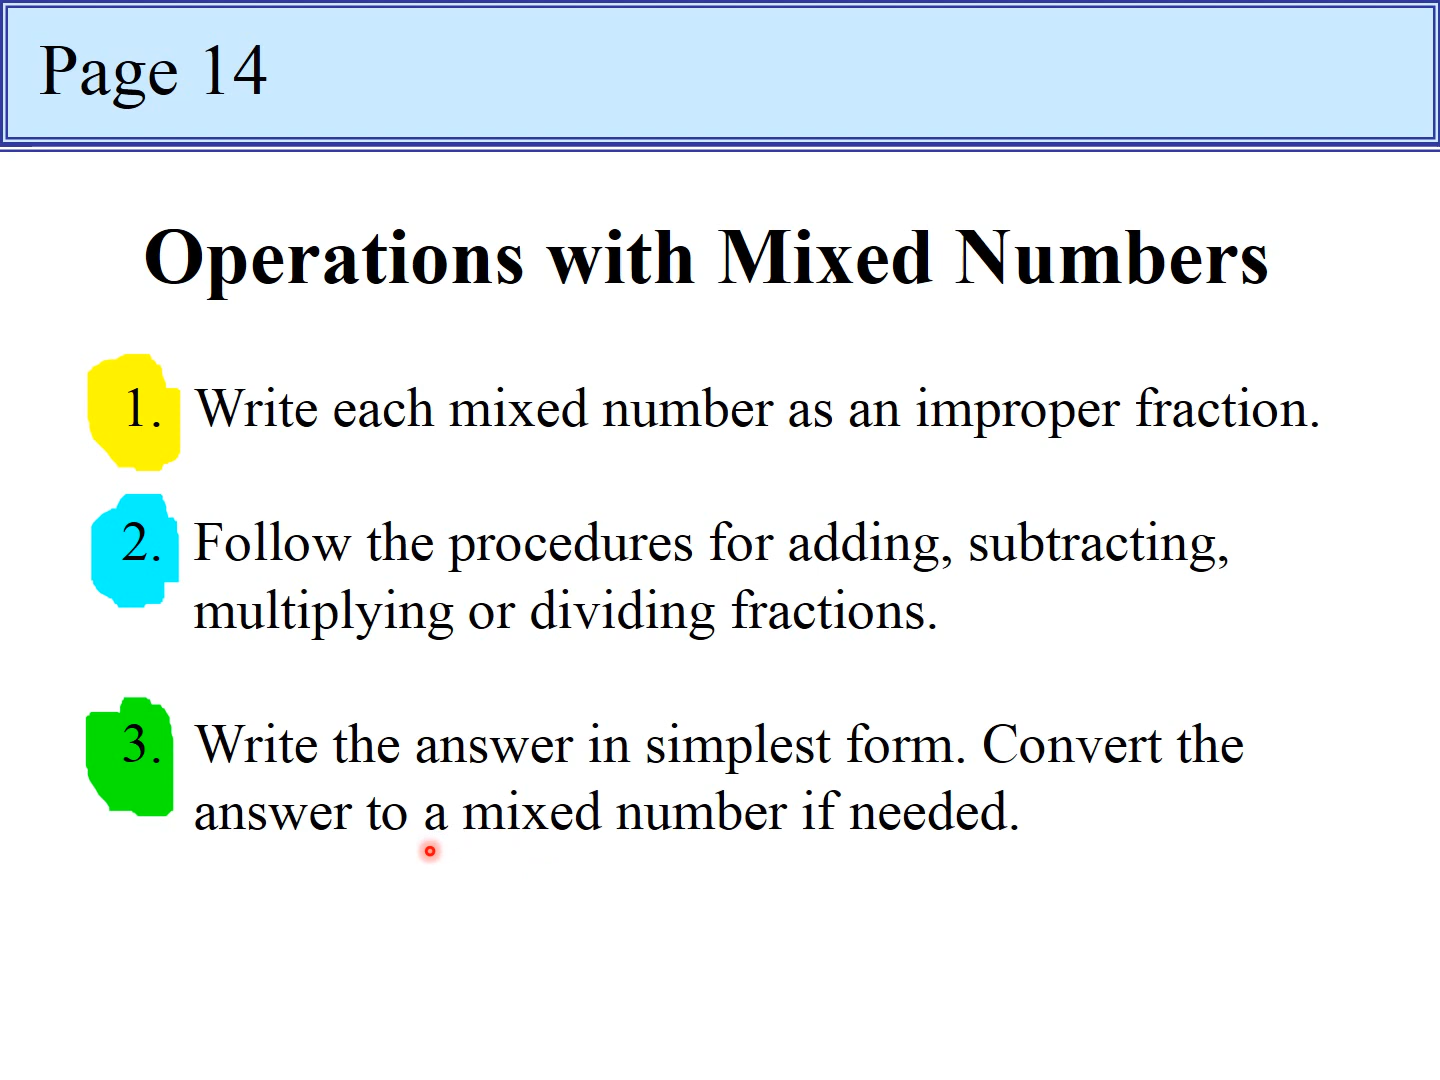 Page 14
Operations with Mixed Numbers
1. Write each mixed number as an improper fraction.
2. Follow the procedures for adding, subtracting,
multiplying or dividing fractions.
3. Write the answer in simplest form. Convert the
answer to a mixed number if needed.